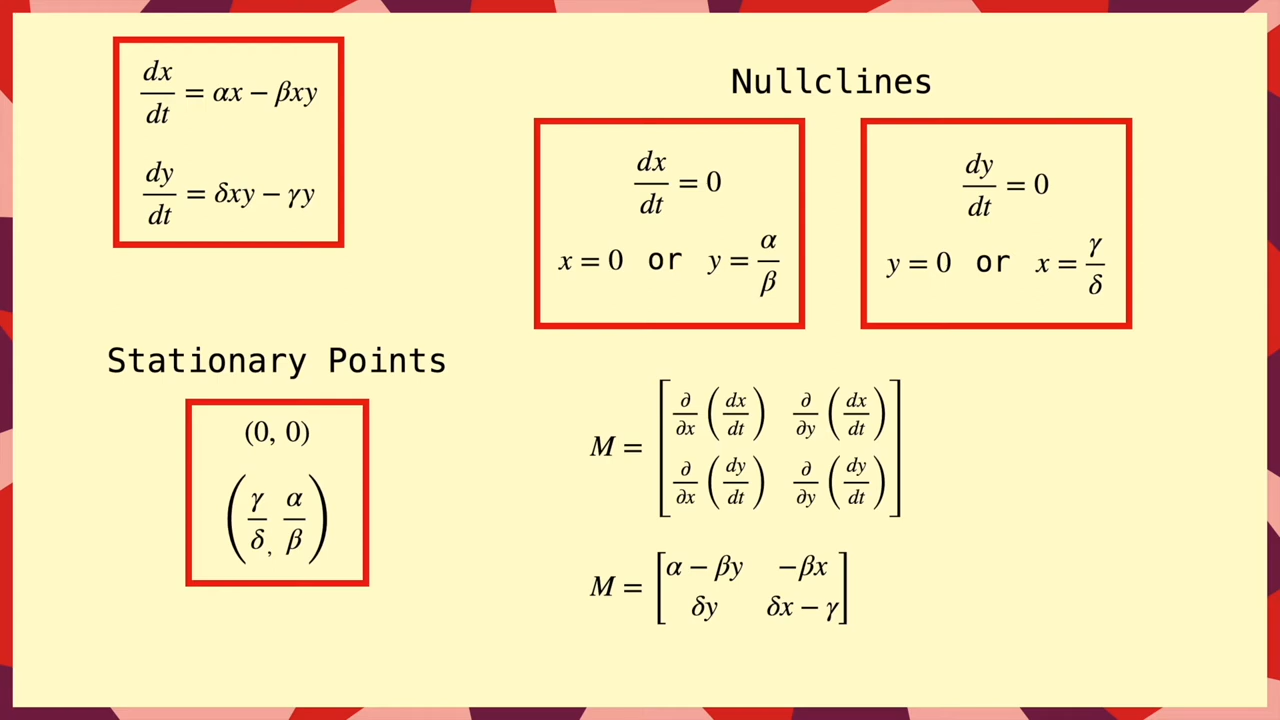 dx/dt = αx − βxy
dy/dt = δxy − γy
Nullclines
dx/dt = 0
x = 0 or y = α/β
dy/dt = 0
y = 0 or x = γ/δ
Stationary Points
(0, 0)
(γ/δ, α/β)
M = [∂/∂x (dx/dt) ∂/∂y (dx/dt)
∂/∂x (dy/dt) ∂/∂y (dy/dt)]
M = [α − βy −βx
δy δx − γ]